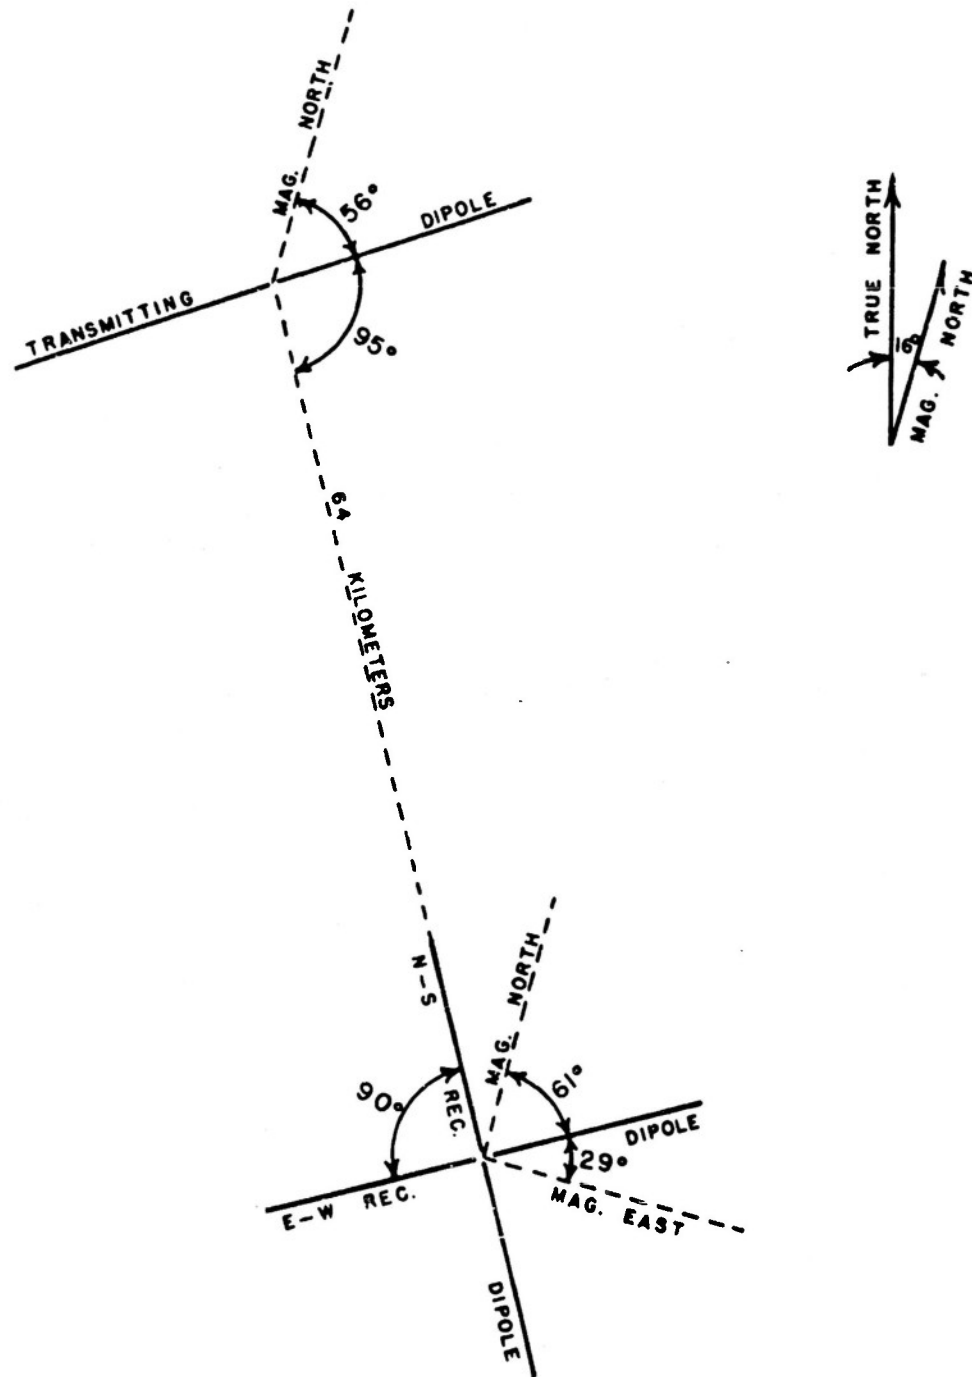 MAG. NORTH
56°
TRANSMITTING DIPOLE
95°
TRUE NORTH
16°
MAG. NORTH
64 KILOMETERS
N-S REC. DIPOLE
MAG. NORTH
90°
61°
E-W REC. DIPOLE
29°
MAG. EAST